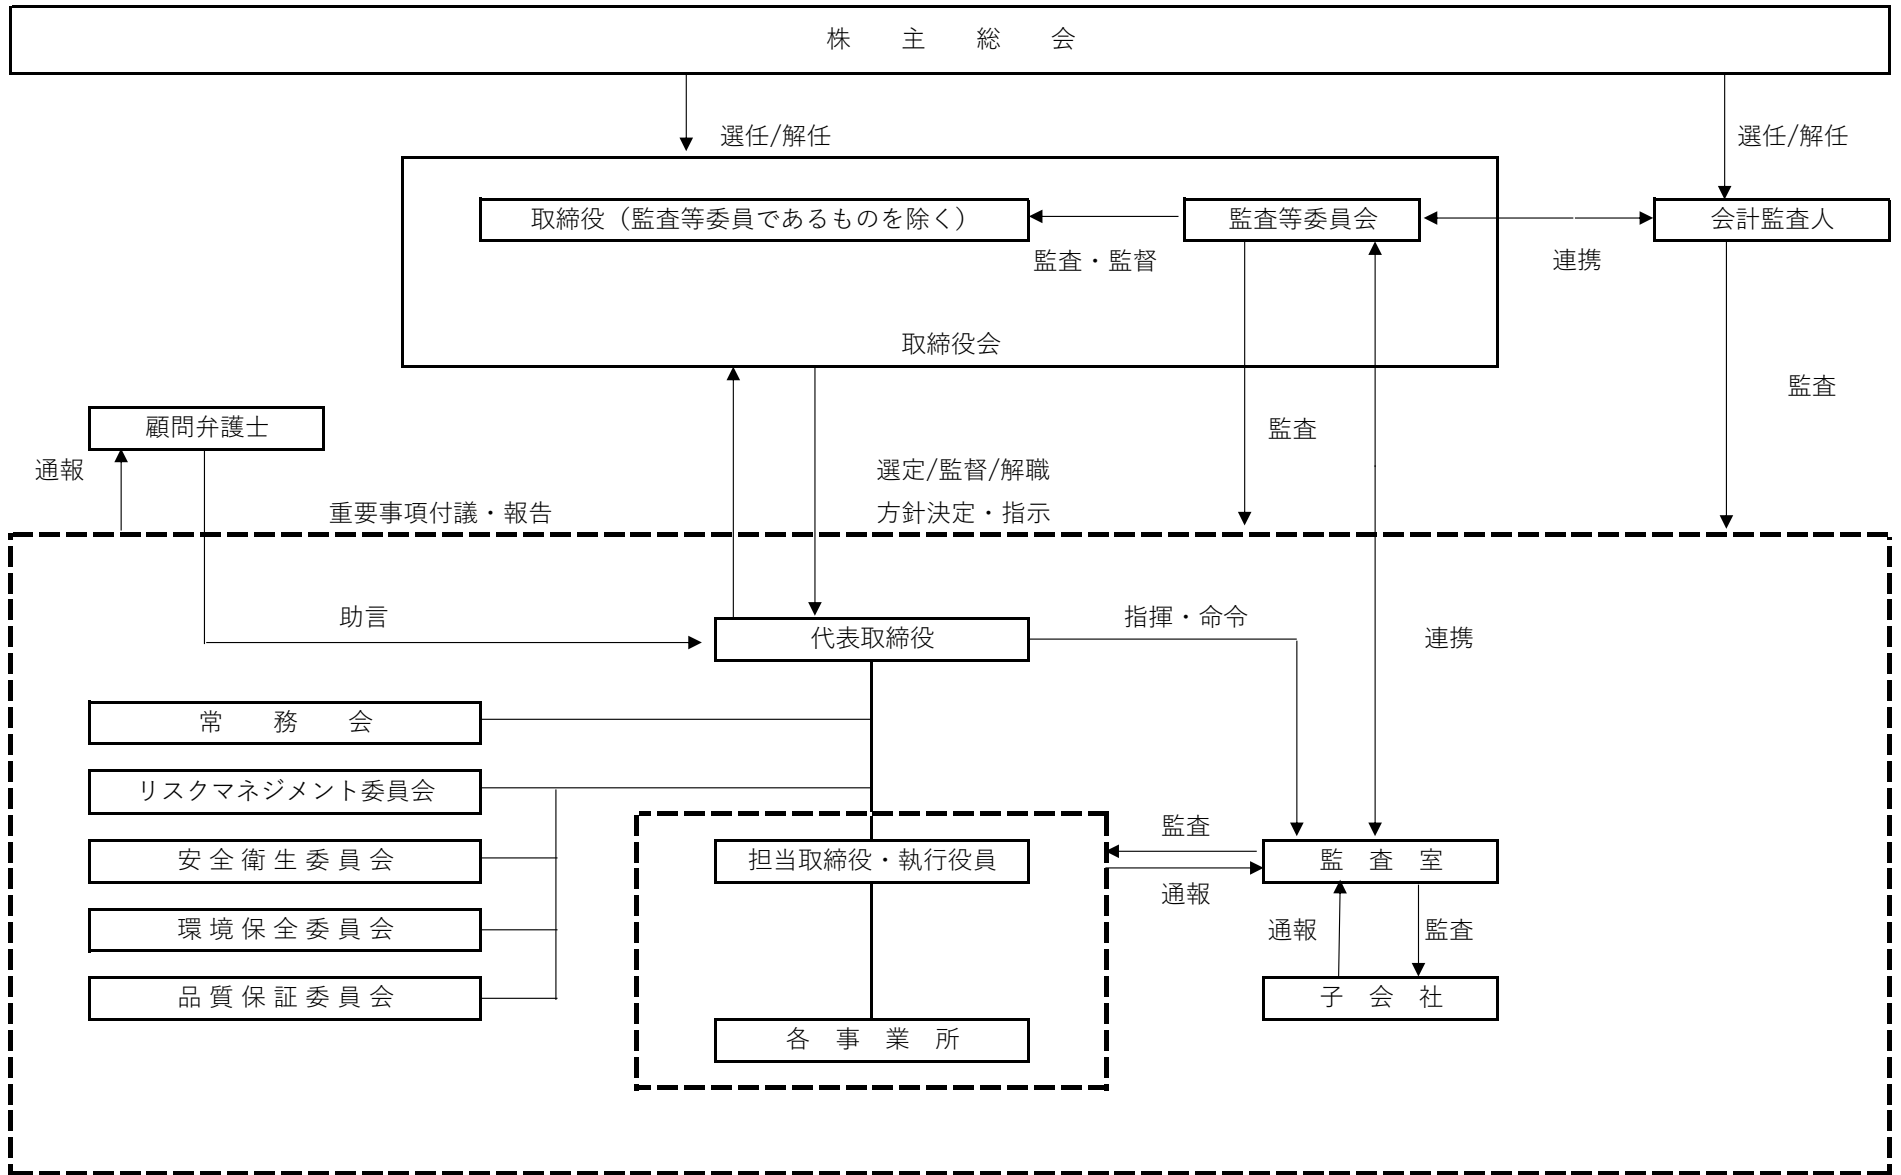 株　主　総　会
選任/解任
選任/解任
取締役（監査等委員であるものを除く）
監査等委員会
会計監査人
監査・監督
連携
取締役会
監査
顧問弁護士
監査
通報
選定/監督/解職
重要事項付議・報告
方針決定・指示
助言
代表取締役
指揮・命令
連携
常　務　会
リスクマネジメント委員会
安全衛生委員会
環境保全委員会
品質保証委員会
担当取締役・執行役員
各　事　業　所
監査
通報
監　査　室
通報
監査
子　会　社